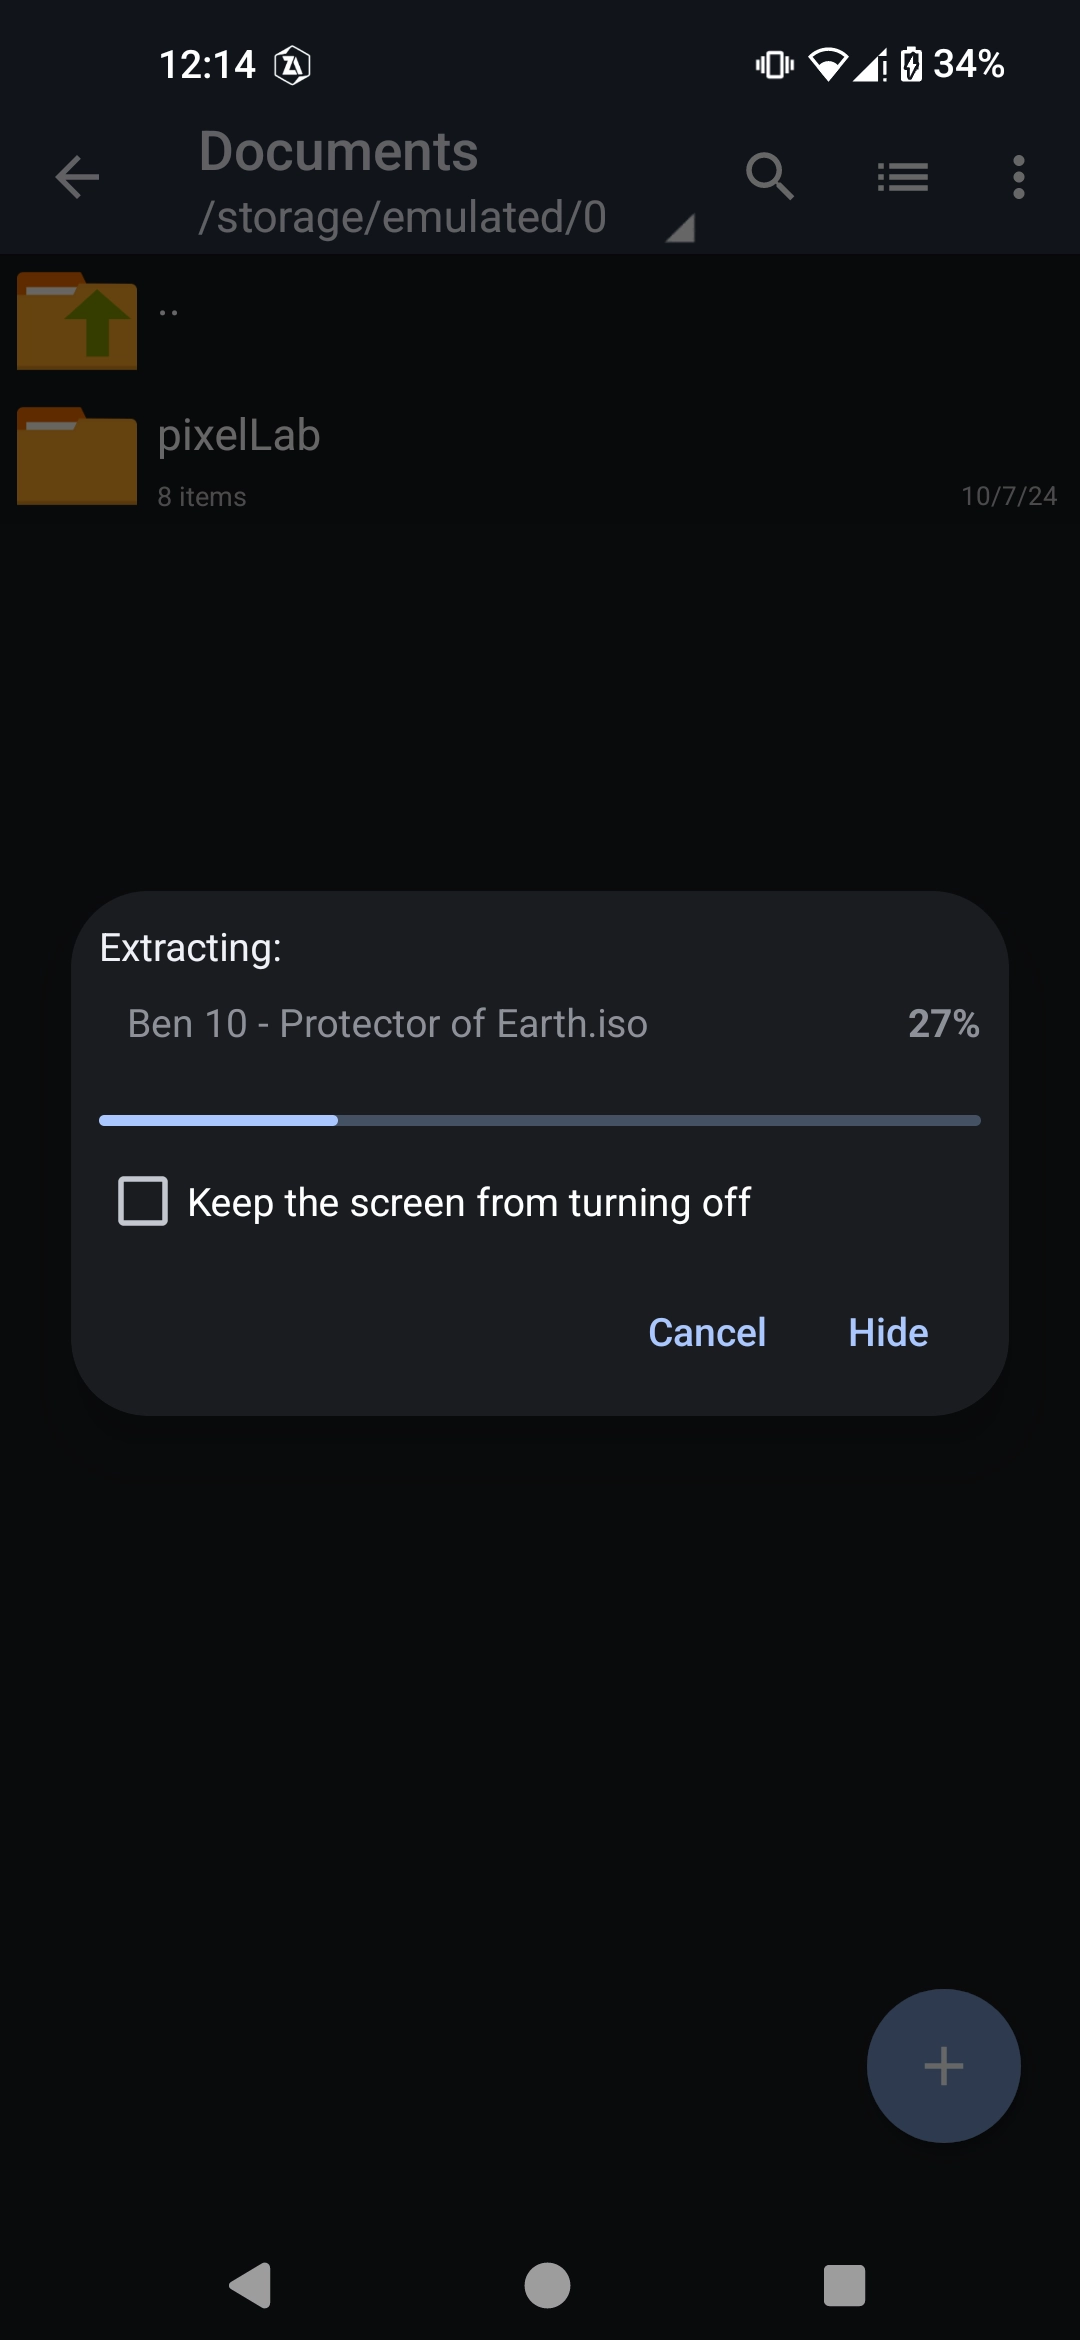 12:14 34%
Documents
/storage/emulated/0
..
pixelLab
8 items 10/7/24
Extracting:
Ben 10 - Protector of Earth.iso 27%
Keep the screen from turning off
Cancel Hide